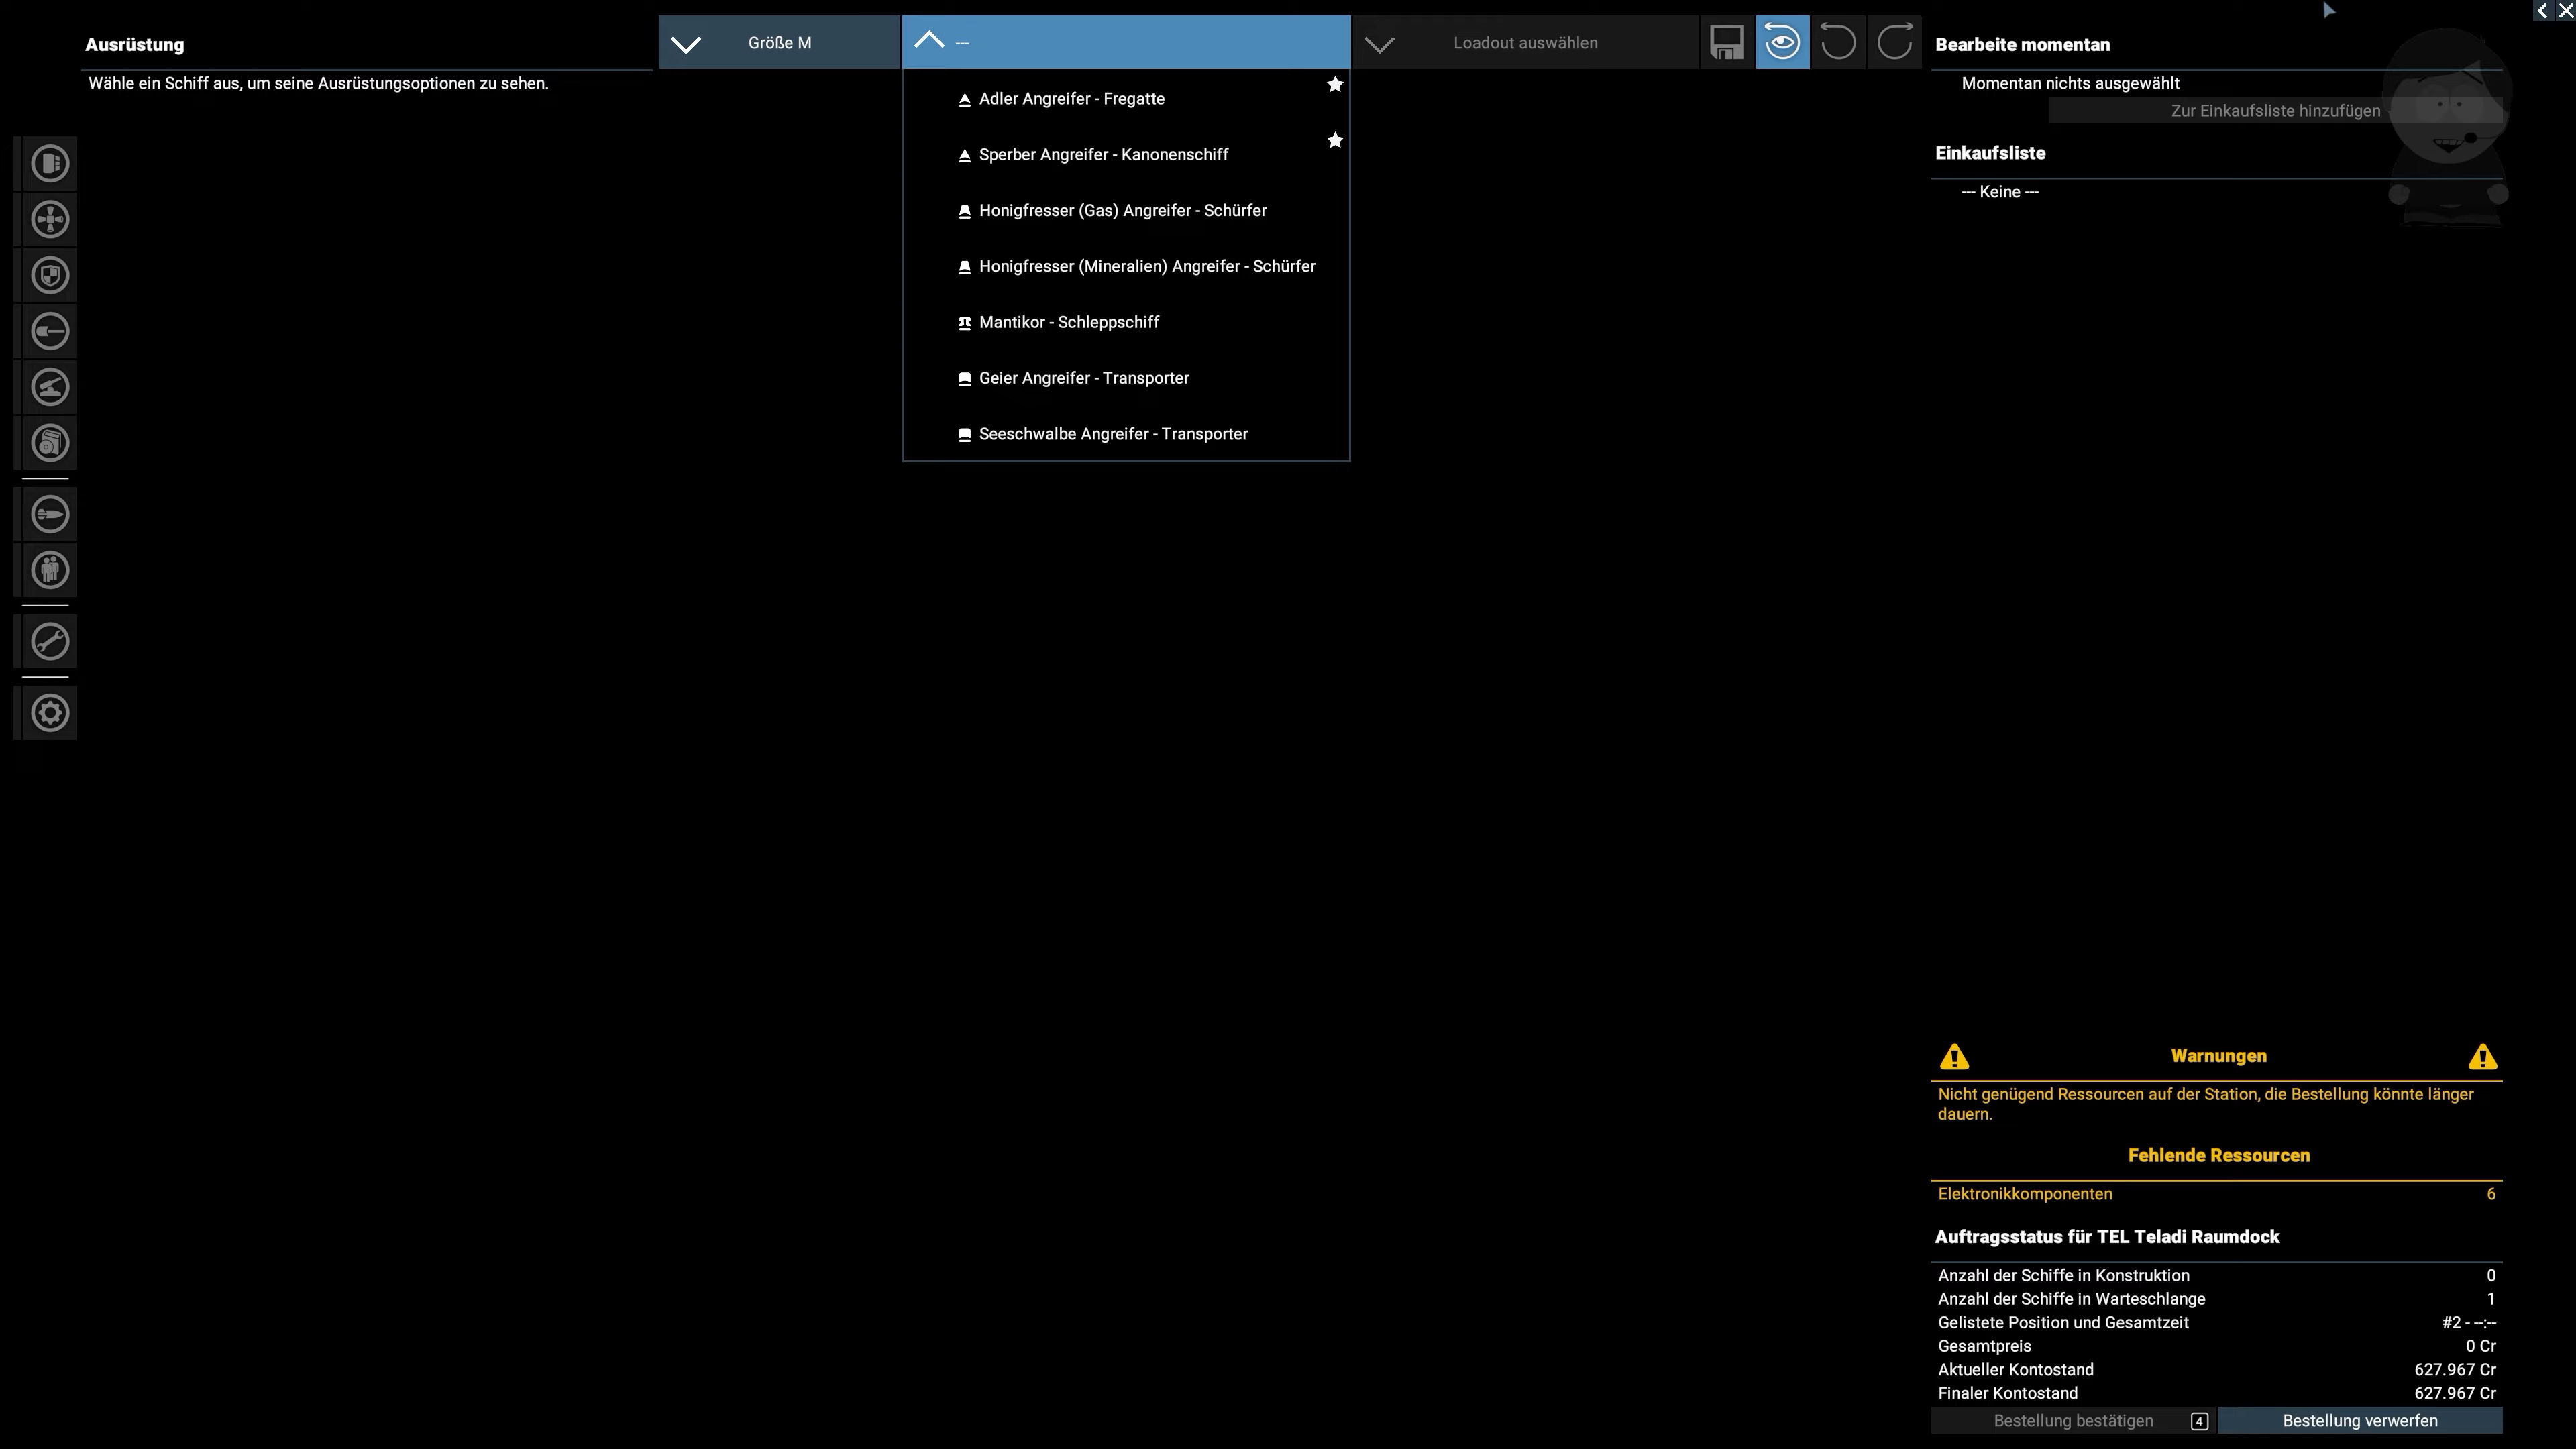 Ausrüstung
Wähle ein Schiff aus, um seine Ausrüstungsoptionen zu sehen.
Größe M
---
Loadout auswählen
Adler Angreifer - Fregatte
Sperber Angreifer - Kanonenschiff
Honigfresser (Gas) Angreifer - Schürfer
Honigfresser (Mineralien) Angreifer - Schürfer
Mantikor - Schleppschiff
Geier Angreifer - Transporter
Seeschwalbe Angreifer - Transporter
Bearbeite momentan
Momentan nichts ausgewählt
Zur Einkaufsliste hinzufügen
Einkaufsliste
--- Keine ---
Warnungen
Nicht genügend Ressourcen auf der Station, die Bestellung könnte länger
dauern.
Fehlende Ressourcen
Elektronikkomponenten 6
Auftragsstatus für TEL Teladi Raumdock
Anzahl der Schiffe in Konstruktion 0
Anzahl der Schiffe in Warteschlange 1
Gelistete Position und Gesamtzeit #2 - --:--
Gesamtpreis 0 Cr
Aktueller Kontostand 627.967 Cr
Finaler Kontostand 627.967 Cr
Bestellung bestätigen 4 Bestellung verwerfen